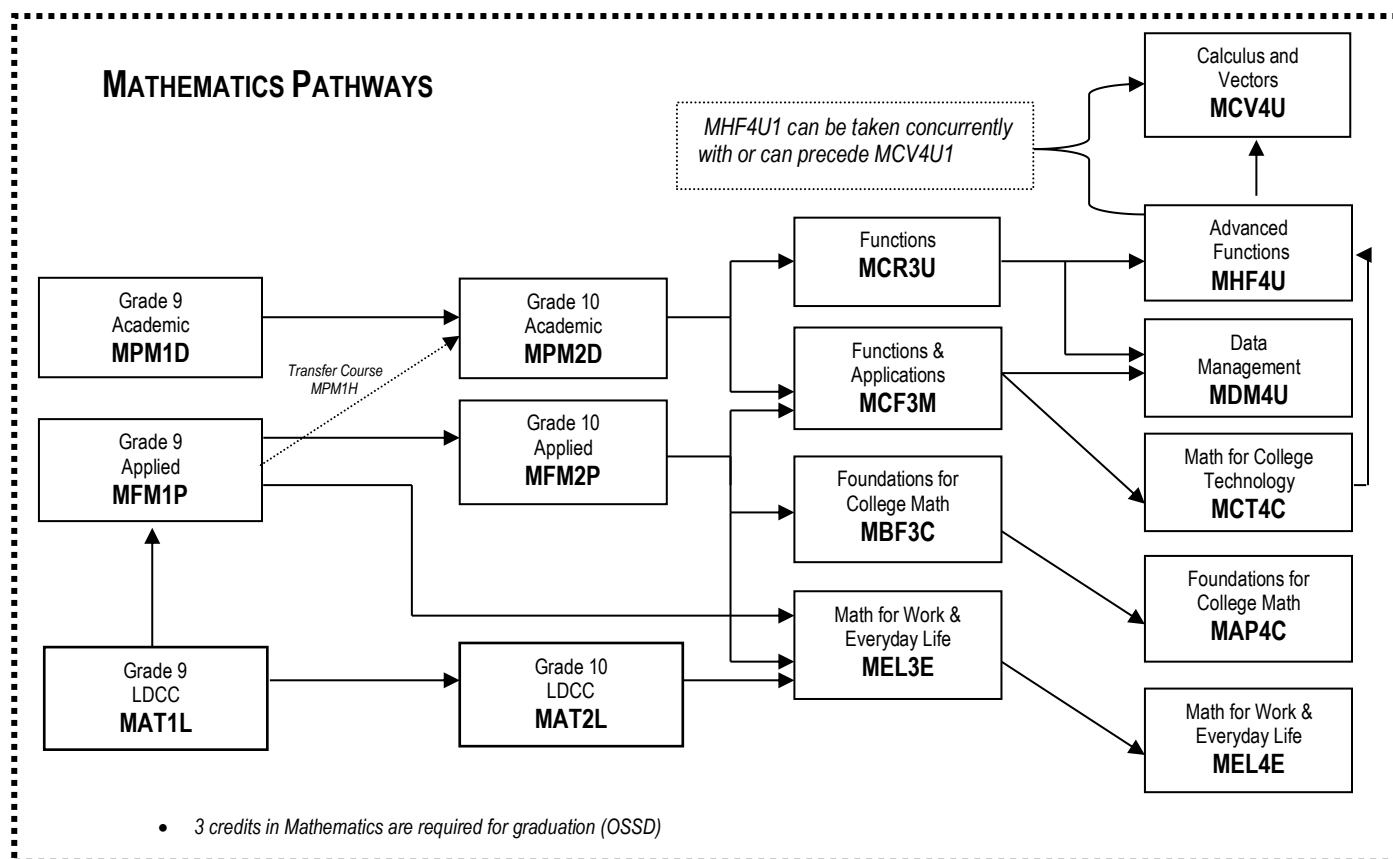 MATHEMATICS PATHWAYS
Calculus and
Vectors
MCV4U
MHF4U1 can be taken concurrently
with or can precede MCV4U1
Functions
MCR3U
Advanced
Functions
MHF4U
Grade 9
Academic
MPM1D
Grade 10
Academic
MPM2D
Transfer Course
MPM1H
Functions &
Applications
MCF3M
Data
Management
MDM4U
Grade 9
Applied
MFM1P
Grade 10
Applied
MFM2P
Foundations for
College Math
MBF3C
Math for College
Technology
MCT4C
Foundations for
College Math
MAP4C
Grade 9
LDCC
MAT1L
Grade 10
LDCC
MAT2L
Math for Work &
Everyday Life
MEL3E
Math for Work &
Everyday Life
MEL4E
• 3 credits in Mathematics are required for graduation (OSSD)